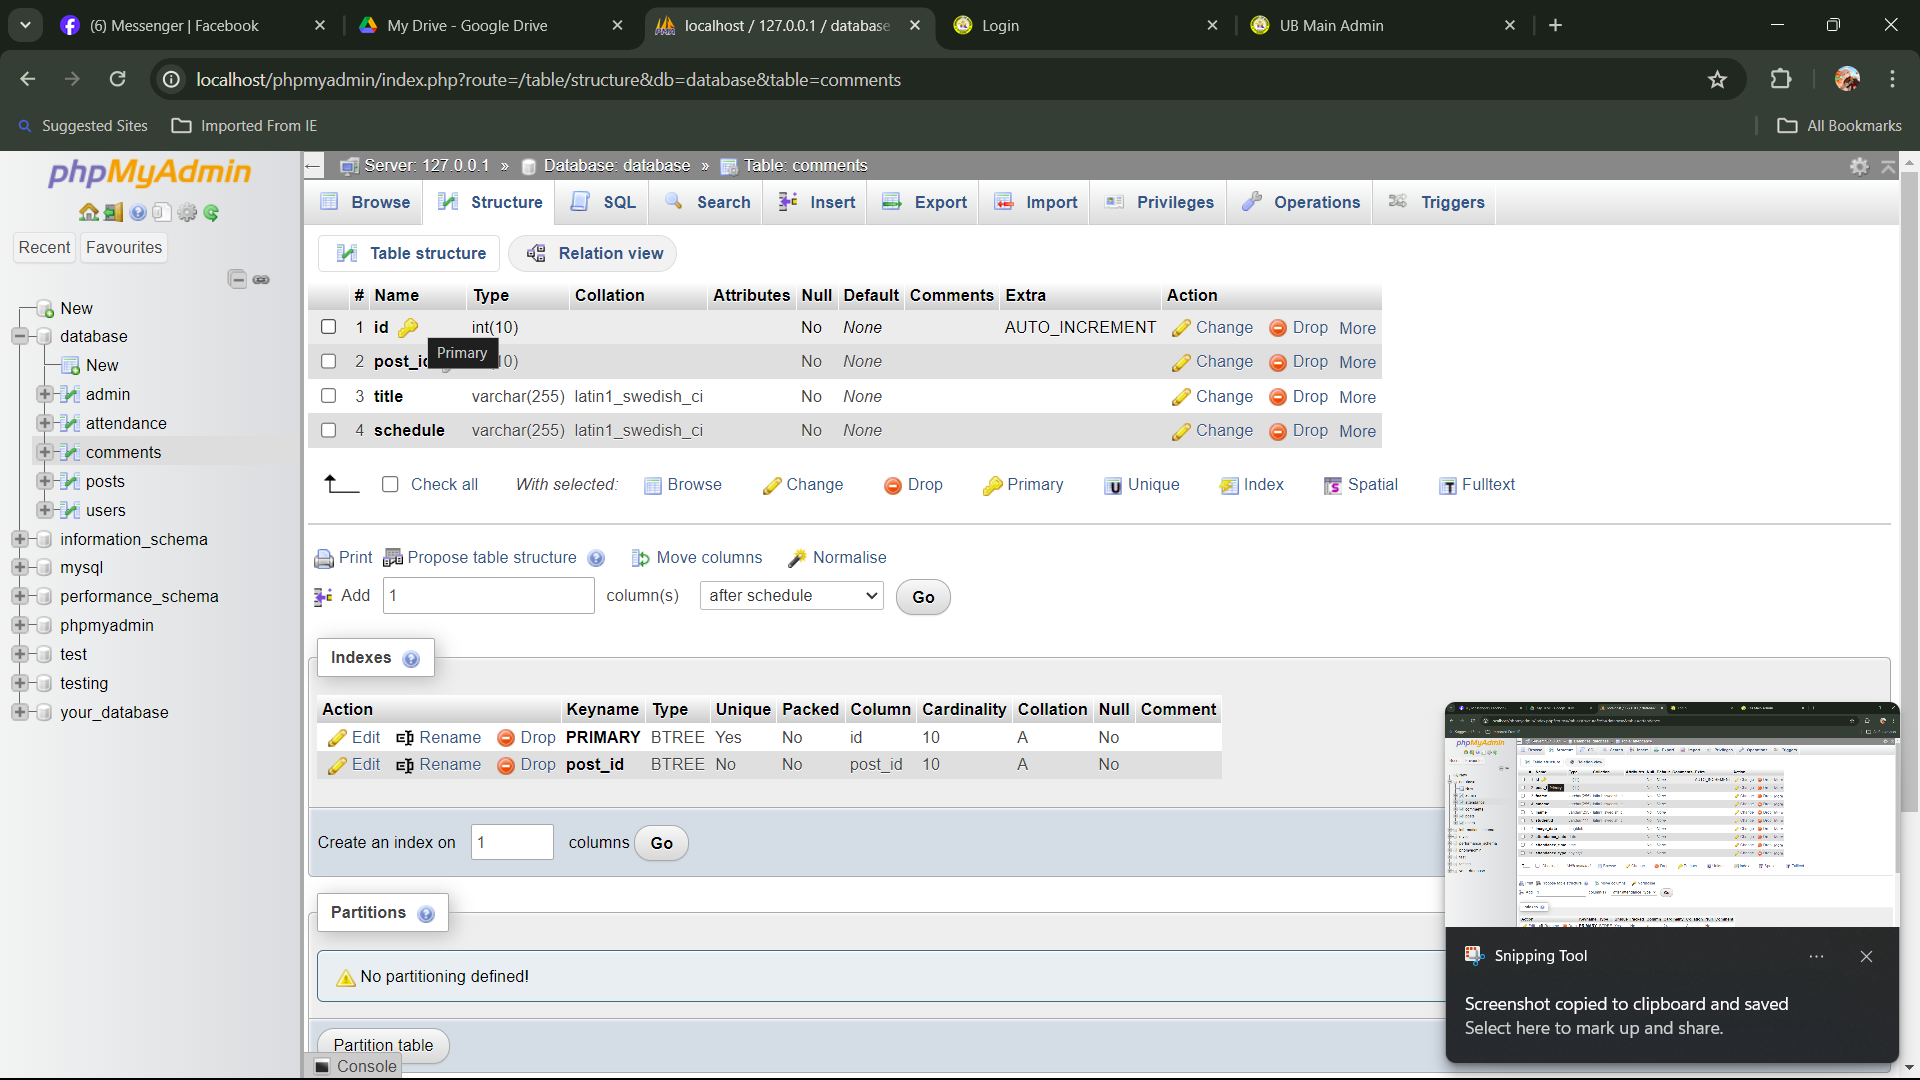 (6) Messenger | Facebook
My Drive - Google Drive
localhost / 127.0.0.1 / database
Login
UB Main Admin
localhost/phpmyadmin/index.php?route=/table/structure&db=database&table=comments
Suggested Sites
Imported From IE
All Bookmarks
phpMyAdmin
Recent
Favourites
New
database
New
admin
attendance
comments
posts
users
information_schema
mysql
performance_schema
phpmyadmin
test
testing
your_database
Server: 127.0.0.1 » Database: database » Table: comments
Browse Structure SQL Search Insert Export Import Privileges Operations Triggers
Table structure Relation view
# Name Type Collation Attributes Null Default Comments Extra Action
1 id int(10) No None AUTO_INCREMENT Change Drop More
Primary
2 post_id 10) No None Change Drop More
3 title varchar(255) latin1_swedish_ci No None Change Drop More
4 schedule varchar(255) latin1_swedish_ci No None Change Drop More
Check all With selected: Browse Change Drop Primary Unique Index Spatial Fulltext
Print Propose table structure Move columns Normalise
Add 1 column(s) after schedule Go
Indexes
Action Keyname Type Unique Packed Column Cardinality Collation Null Comment
Edit Rename Drop PRIMARY BTREE Yes No id 10 A No
Edit Rename Drop post_id BTREE No No post_id 10 A No
Create an index on 1 columns Go
Partitions
No partitioning defined!
Partition table
Console
Snipping Tool
Screenshot copied to clipboard and saved
Select here to mark up and share.